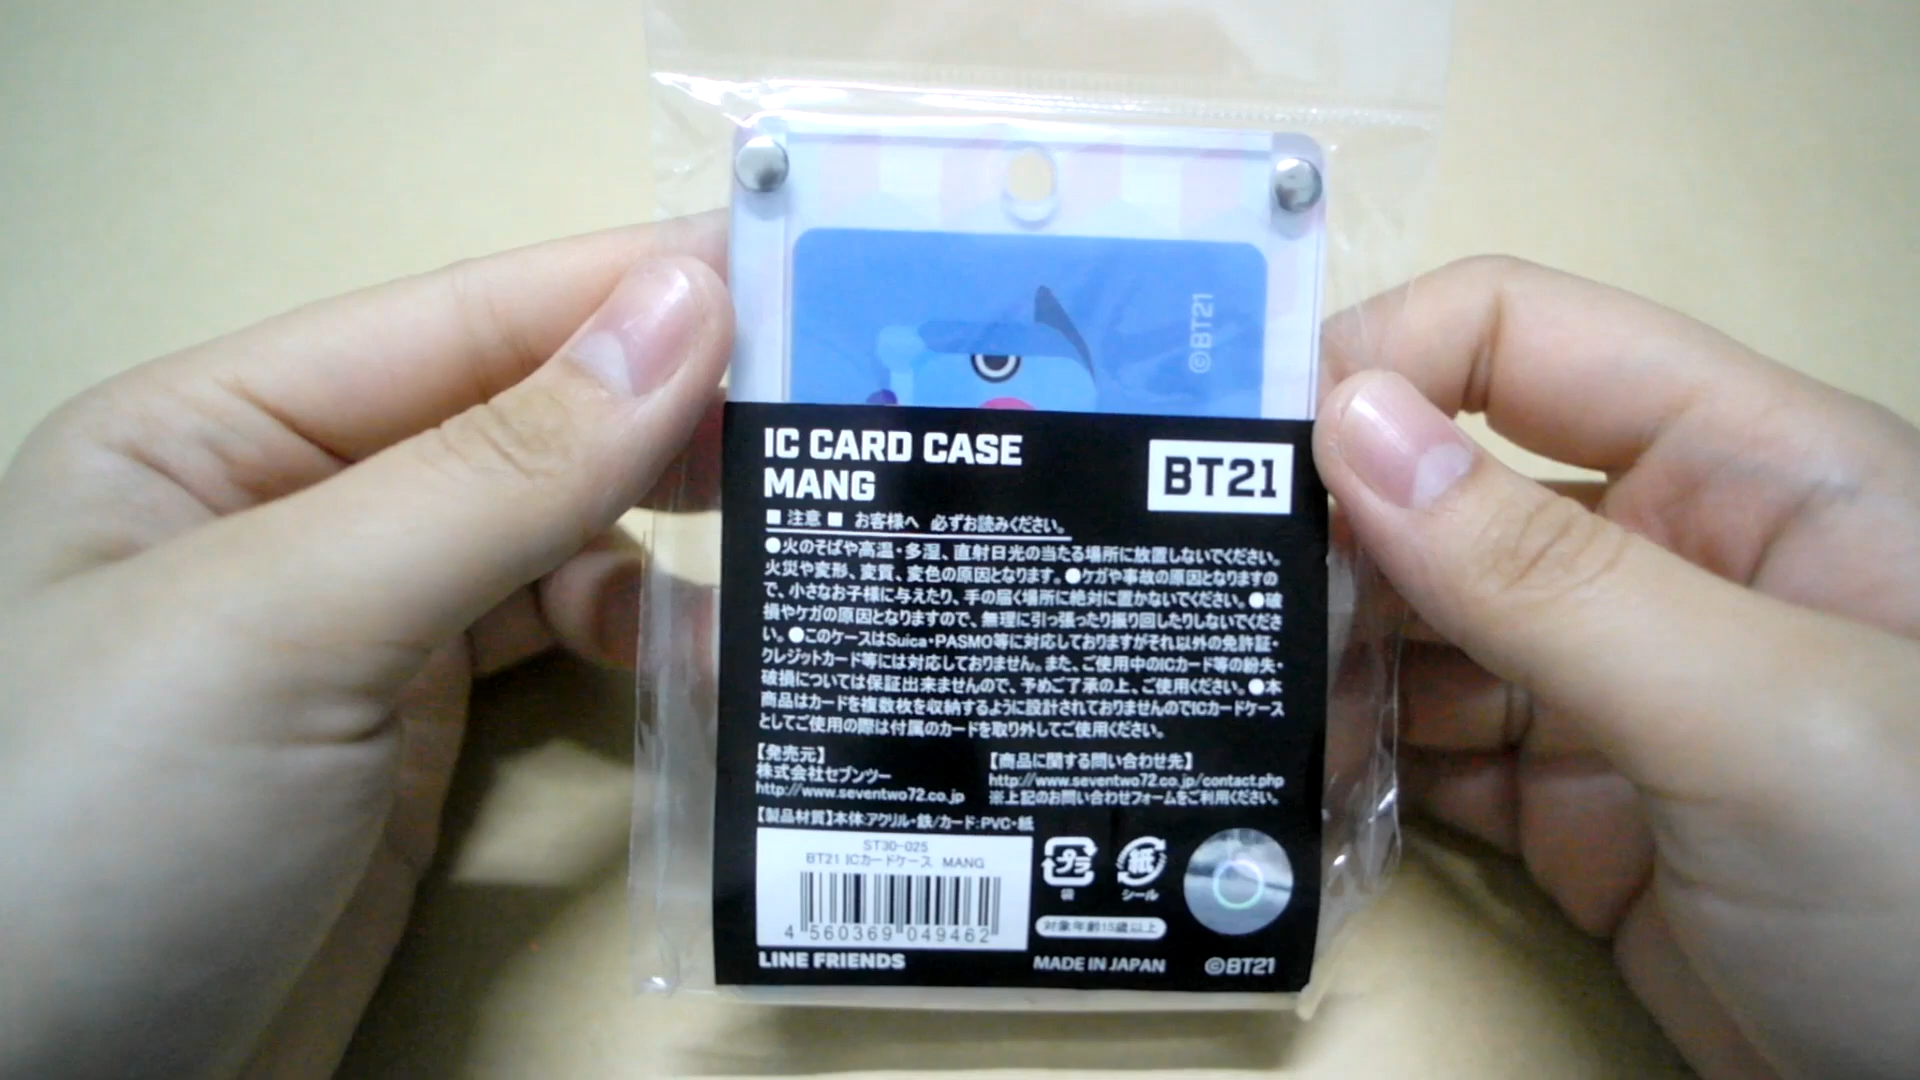 ©BT21
IC CARD CASE
MANG
BT21
■ 注意 ■ お客様へ 必ずお読みください。
●火のそばや高温・多湿、直射日光の当たる場所に放置しないでください。
火災や変形、変質、変色の原因となります。●ケガや事故の原因となりますの
で、小さなお子様に与えたり、手の届く場所に絶対に置かないでください。●破
損やケガの原因となりますので、無理に引っ張ったり振り回したりしないでくださ
い。●このケースはSuica・PASMO等に対応しておりますがそれ以外の免許証・
クレジットカード等には対応しておりません。また、ご使用中のICカード等の紛失・
破損については保証出来ませんので、予めご了承の上、ご使用ください。●本
商品はカードを複数枚を収納するように設計されておりませんのでICカードケース
としてご使用の際は付属のカードを取り外してご使用ください。
【発売元】
株式会社セブンツー
http://www.seventwo72.co.jp
【商品に関する問い合わせ先】
http://www.seventwo72.co.jp/contact.php
※上記のお問い合わせフォームをご利用ください。
【製品材質】本体:アクリル・鉄/カード:PVC・紙
ST30-025
BT21 ICカードケース MANG
4 560369 049462
プラ
袋
紙
シール
対象年齢15歳以上
LINE FRIENDS
MADE IN JAPAN
©BT21